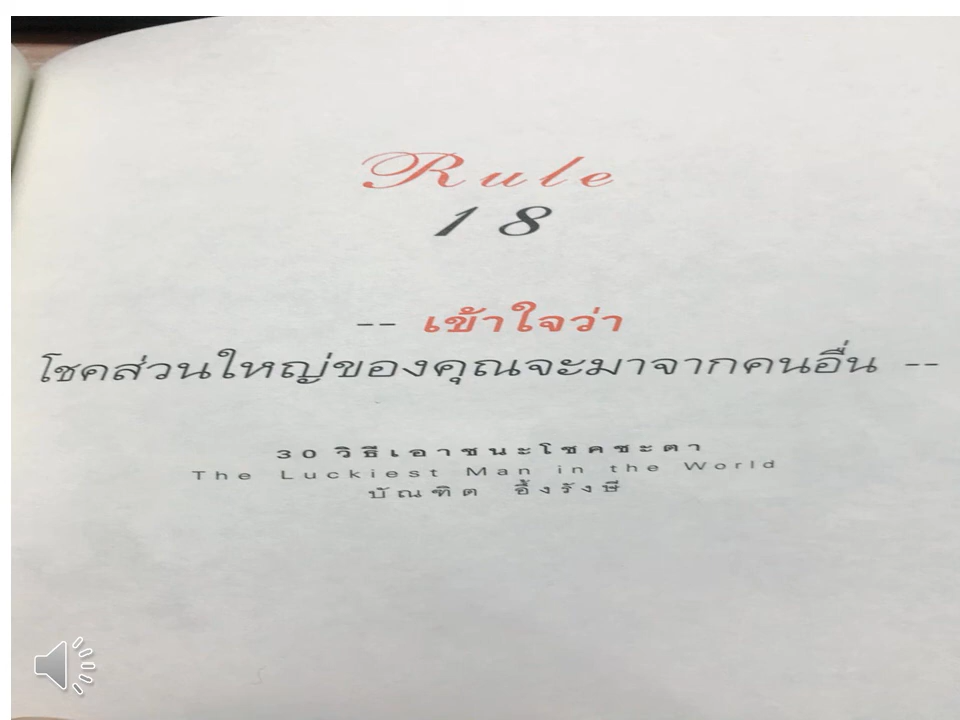 Rule
18
-- เข้าใจว่า
โชคส่วนใหญ่ของคุณจะมาจากคนอื่น --
30 วิธีเอาชนะโชคชะตา
The Luckiest Man in the World
บัณฑิต อึ้งรังษี